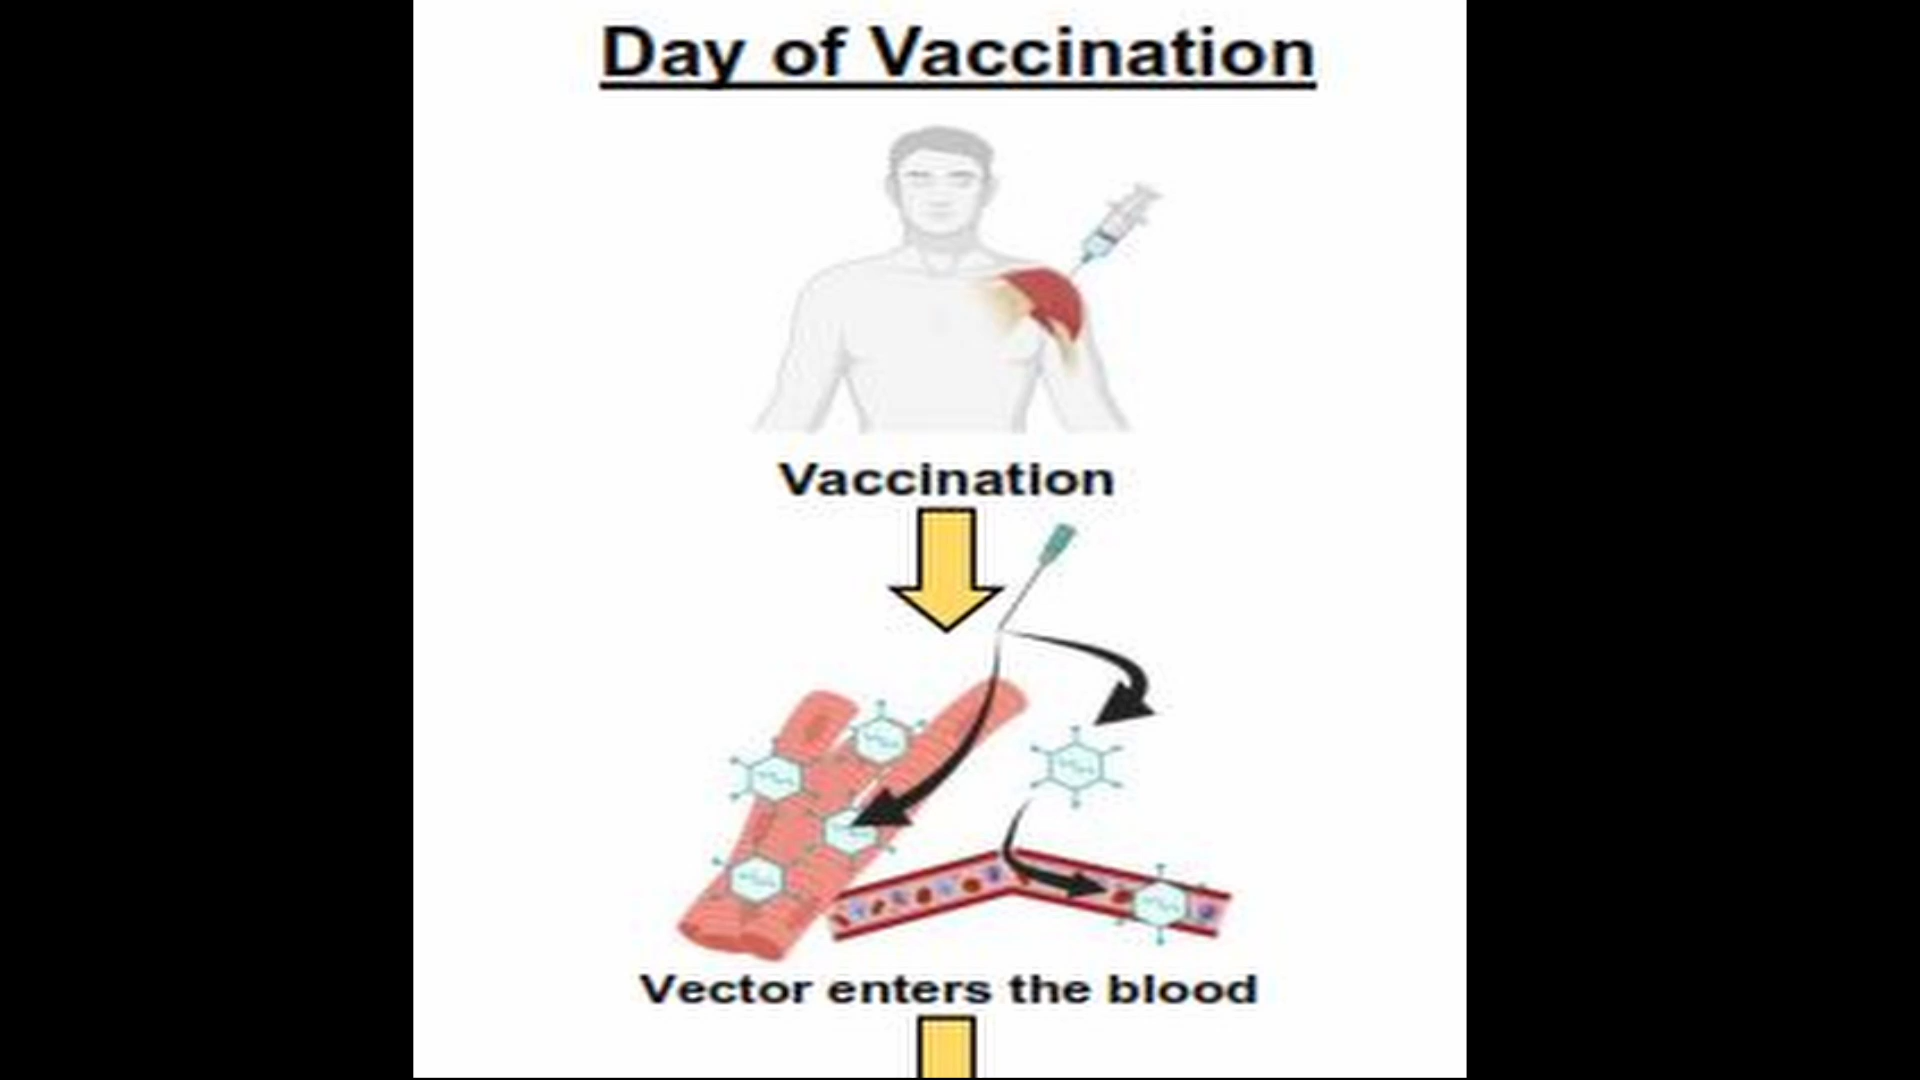 Day of Vaccination
Vaccination
Vector enters the blood